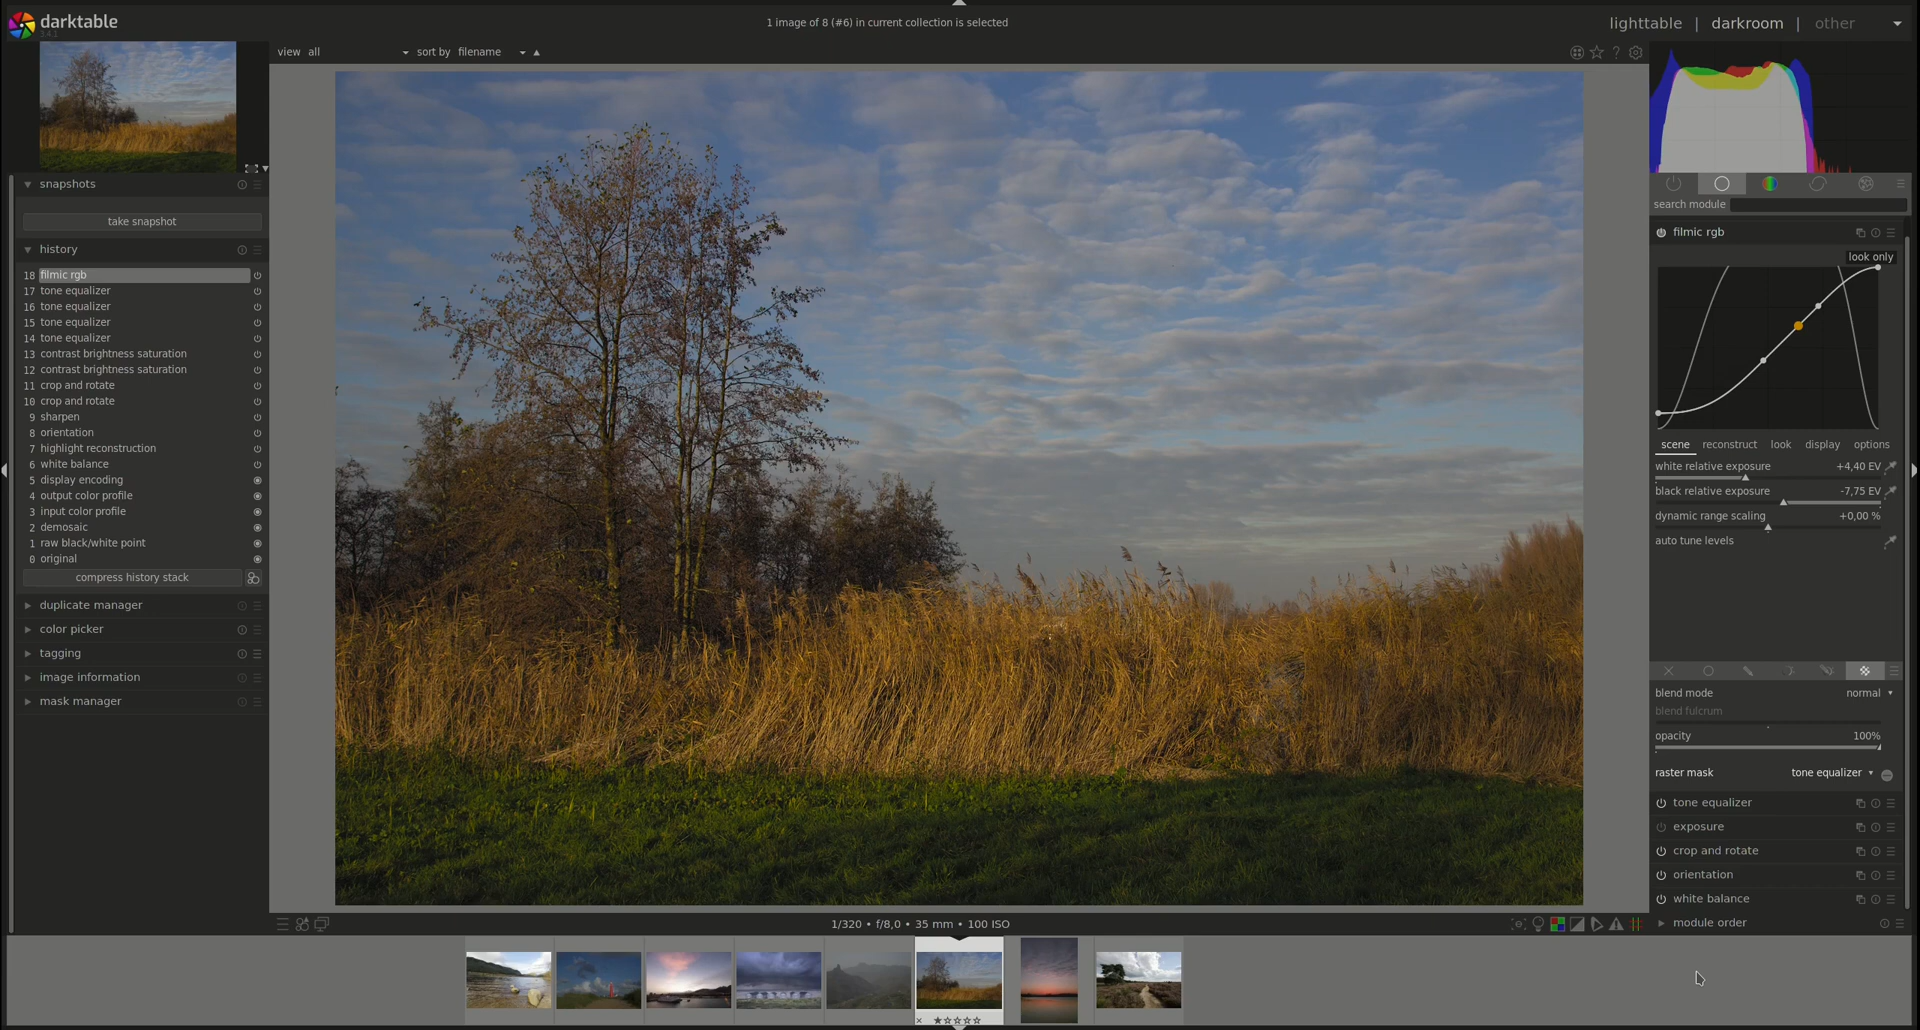 darktable
3.4.1
1 image of 8 (#6) in current collection is selected
lighttable | darkroom | other
view all
sort by filename
snapshots
take snapshot
history
18 filmic rgb
17 tone equalizer
16 tone equalizer
15 tone equalizer
14 tone equalizer
13 contrast brightness saturation
12 contrast brightness saturation
11 crop and rotate
10 crop and rotate
9 sharpen
8 orientation
7 highlight reconstruction
6 white balance
5 display encoding
4 output color profile
3 input color profile
2 demosaic
1 raw black/white point
0 original
compress history stack
duplicate manager
color picker
tagging
image information
mask manager
search module
filmic rgb
look only
scene reconstruct look display options
white relative exposure +4,40 EV
black relative exposure -7,75 EV
dynamic range scaling +0,00 %
auto tune levels
blend mode normal
blend fulcrum
opacity 100%
raster mask tone equalizer
tone equalizer
exposure
crop and rotate
orientation
white balance
module order
1/320 • f/8,0 • 35 mm • 100 ISO